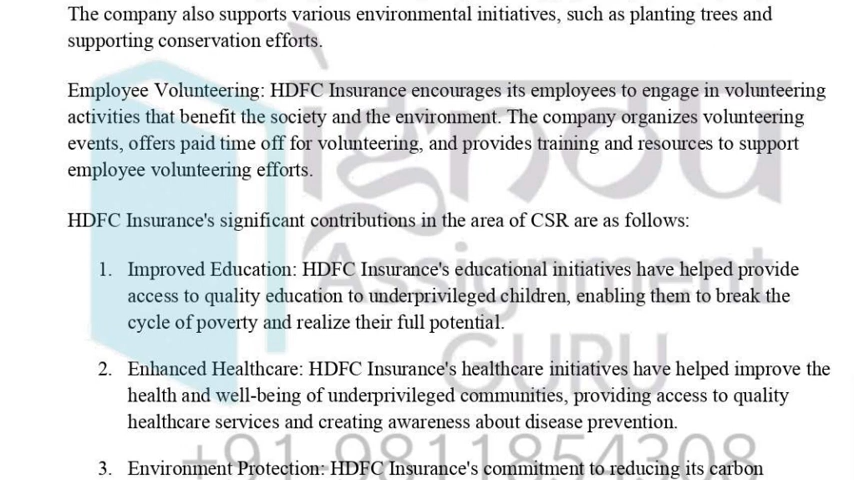 The company also supports various environmental initiatives, such as planting trees and
supporting conservation efforts.
Employee Volunteering: HDFC Insurance encourages its employees to engage in volunteering
activities that benefit the society and the environment. The company organizes volunteering
events, offers paid time off for volunteering, and provides training and resources to support
employee volunteering efforts.
HDFC Insurance's significant contributions in the area of CSR are as follows:
1. Improved Education: HDFC Insurance's educational initiatives have helped provide
access to quality education to underprivileged children, enabling them to break the
cycle of poverty and realize their full potential.
2. Enhanced Healthcare: HDFC Insurance's healthcare initiatives have helped improve the
health and well-being of underprivileged communities, providing access to quality
healthcare services and creating awareness about disease prevention.
3. Environment Protection: HDFC Insurance's commitment to reducing its carbon
ignou
Assignment
GURU
+91 9811854308